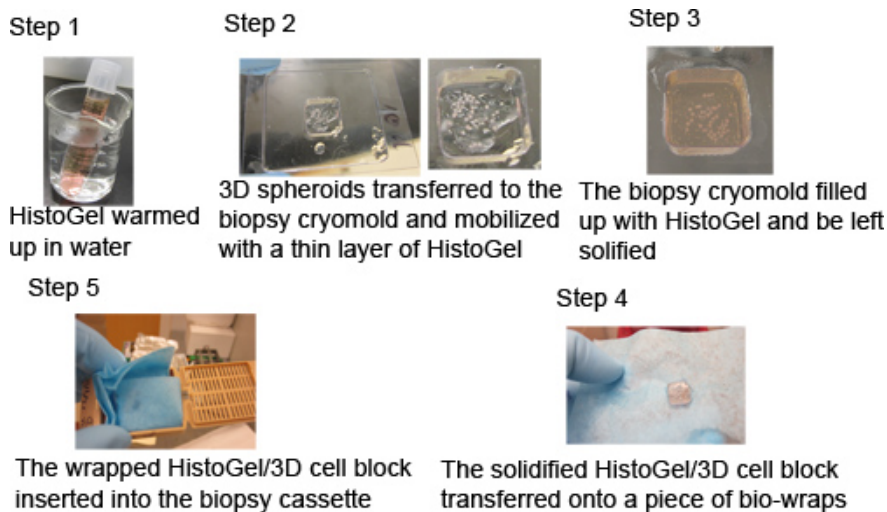 Step 1
HistoGel warmed
up in water
Step 2
3D spheroids transferred to the
biopsy cryomold and mobilized
with a thin layer of HistoGel
Step 3
The biopsy cryomold filled
up with HistoGel and be left
solified
Step 4
The solidified HistoGel/3D cell block
transferred onto a piece of bio-wraps
Step 5
The wrapped HistoGel/3D cell block
inserted into the biopsy cassette